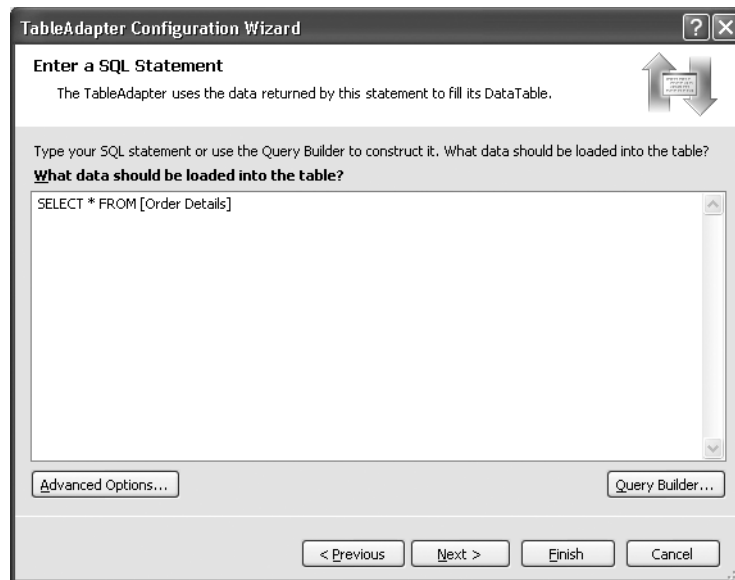 TableAdapter Configuration Wizard
Enter a SQL Statement
The TableAdapter uses the data returned by this statement to fill its DataTable.
Type your SQL statement or use the Query Builder to construct it. What data should be loaded into the table?
What data should be loaded into the table?
SELECT * FROM [Order Details]
Advanced Options... Query Builder...
< Previous Next > Finish Cancel